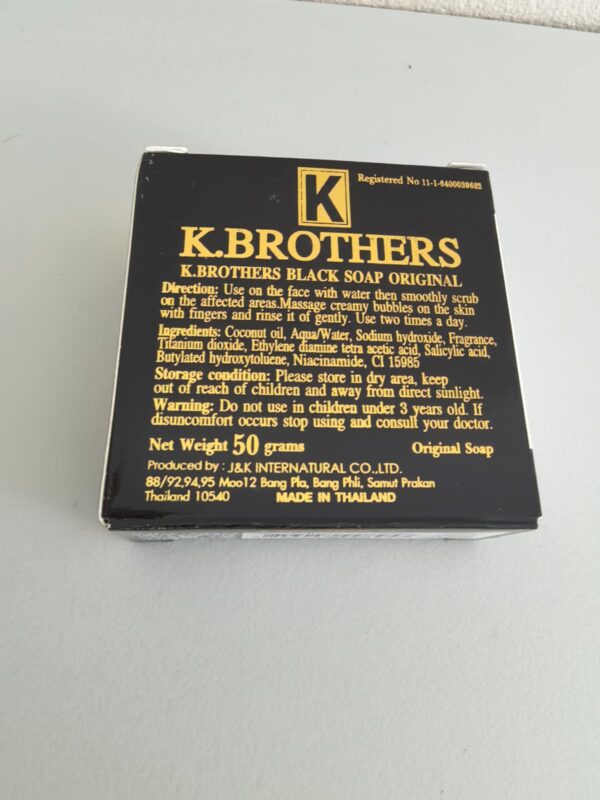 K
Registered No 11-1-6400039682
K.BROTHERS
K.BROTHERS BLACK SOAP ORIGINAL
Direction: Use on the face with water then smoothly scrub
on the affected areas.Massage creamy bubbles on the skin
with fingers and rinse it of gently. Use two times a day.
Ingredients: Coconut oil, Aqua/Water, Sodium hydroxide, Fragrance,
Titanium dioxide, Ethylene diamine tetra acetic acid, Salicylic acid,
Butylated hydroxytoluene, Niacinamide, CI 15985
Storage condition: Please store in dry area, keep
out of reach of children and away from direct sunlight.
Warning: Do not use in children under 3 years old. If
disuncomfort occurs stop using and consult your doctor.
Net Weight 50 grams
Original Soap
Produced by : J&K INTERNATURAL CO.,LTD.
88/92,94,95 Moo12 Bang Pla, Bang Phli, Samut Prakan
Thailand 10540 MADE IN THAILAND